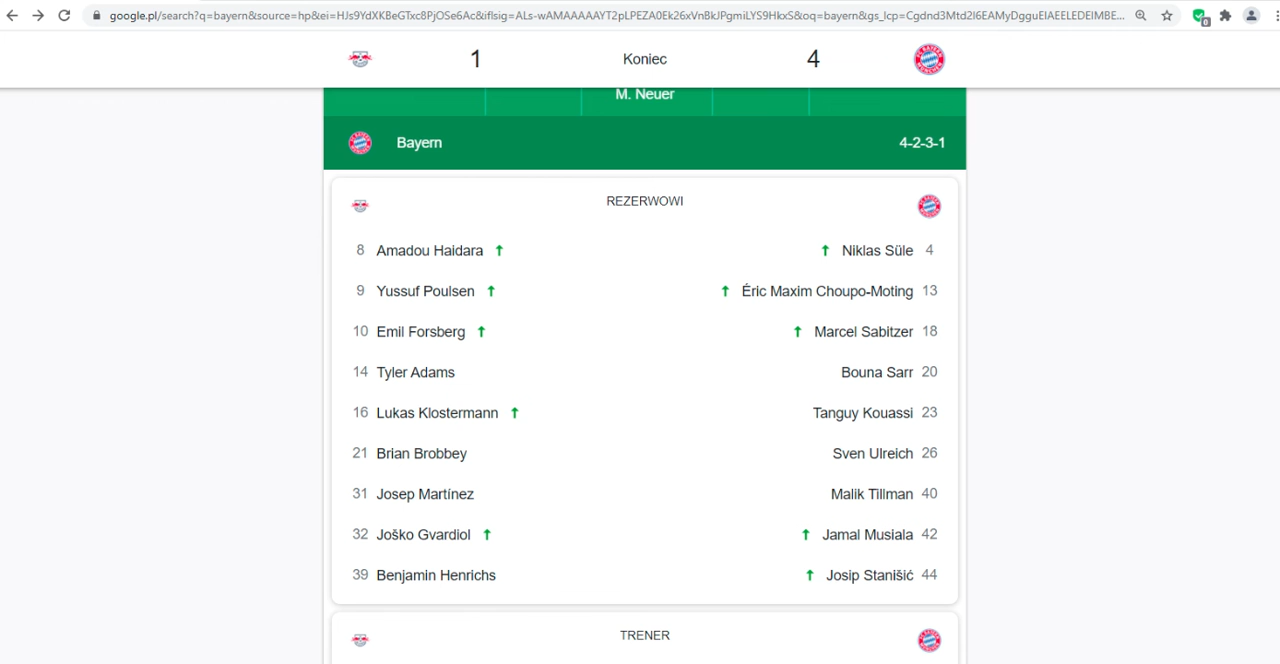 google.pl/search?q=bayern&source=hp&ei=HJs9YdXKBeGTxc8PjOSe6Ac&iflsig=ALs-wAMAAAAAYT2pLPEZA0Ek26xVnBkJPgmiLYS9HkxS&oq=bayern&gs_lcp=Cgdnd3Mtd2l6EAMyDgguEIAEELEDEIMBE...
0
1 Koniec 4
M. Neuer
Bayern 4-2-3-1
REZERWOWI
8 Amadou Haidara ↑ ↑ Niklas Süle 4
9 Yussuf Poulsen ↑ ↑ Éric Maxim Choupo-Moting 13
10 Emil Forsberg ↑ ↑ Marcel Sabitzer 18
14 Tyler Adams Bouna Sarr 20
16 Lukas Klostermann ↑ Tanguy Kouassi 23
21 Brian Brobbey Sven Ulreich 26
31 Josep Martínez Malik Tillman 40
32 Joško Gvardiol ↑ ↑ Jamal Musiala 42
39 Benjamin Henrichs ↑ Josip Stanišić 44
TRENER